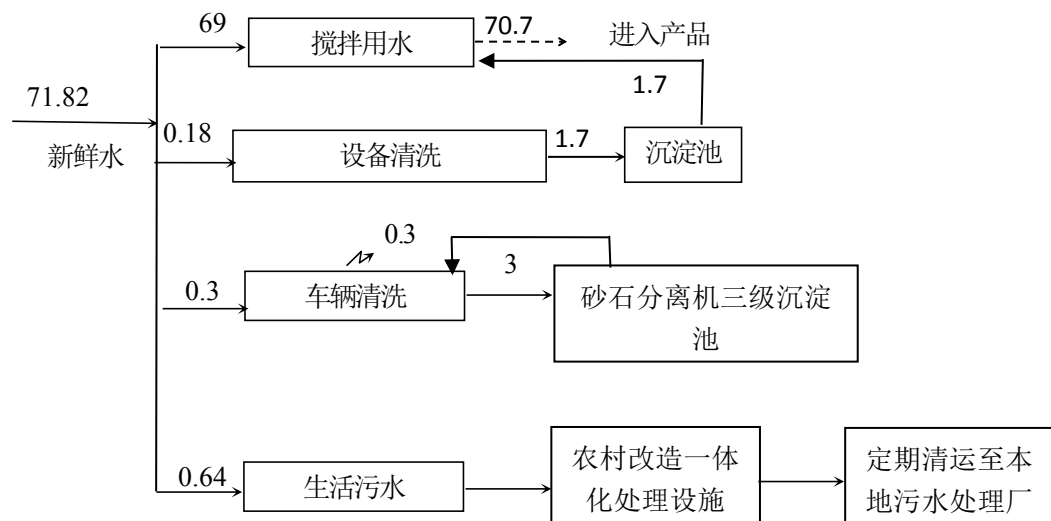 69
搅拌用水
70.7
进入产品
1.7
71.82
新鲜水
0.18
设备清洗
1.7
沉淀池
0.3
0.3
车辆清洗
3
砂石分离机三级沉淀
池
0.64
生活污水
农村改造一体
化处理设施
定期清运至本
地污水处理厂